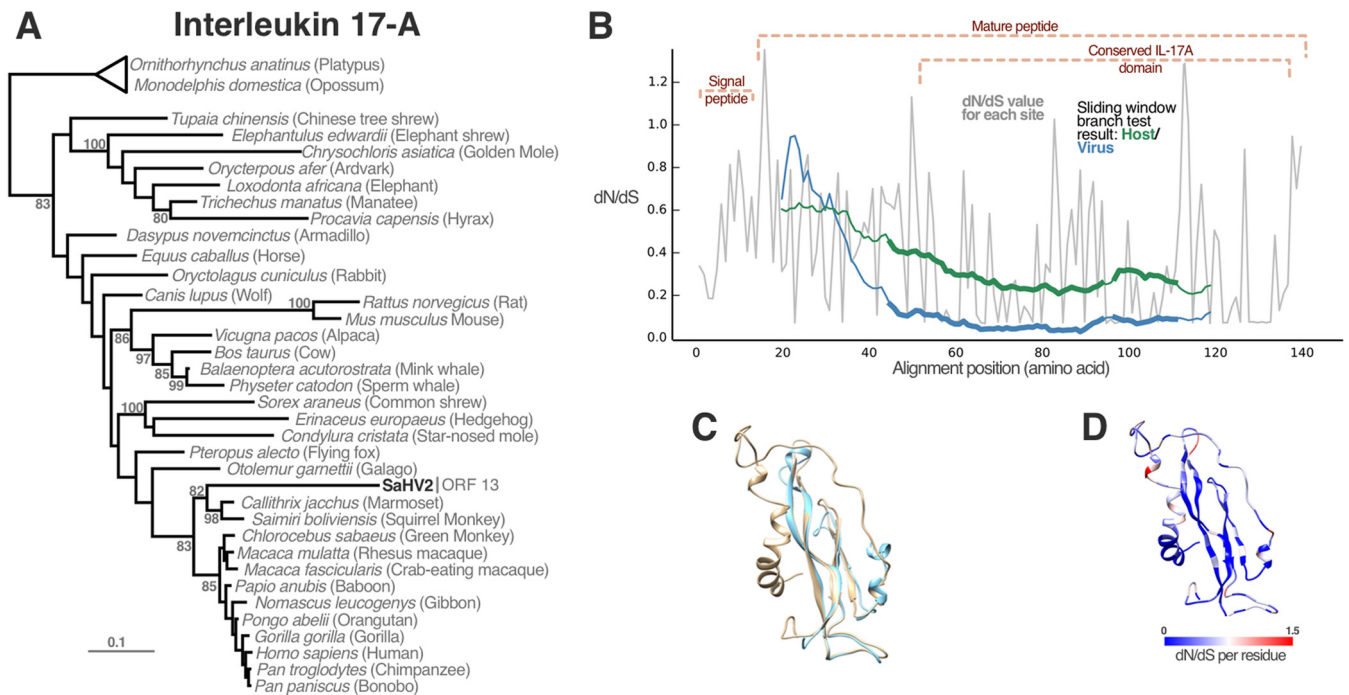 A
Interleukin 17-A
Ornithorhynchus anatinus (Platypus)
Monodelphis domestica (Opossum)
Tupaia chinensis (Chinese tree shrew)
100
Elephantulus edwardii (Elephant shrew)
Chrysochloris asiatica (Golden Mole)
Orycterpous afer (Ardvark)
Loxodonta africana (Elephant)
83
Trichechus manatus (Manatee)
80
Procavia capensis (Hyrax)
Dasypus novemcinctus (Armadillo)
Equus caballus (Horse)
Oryctolagus cuniculus (Rabbit)
Canis lupus (Wolf)
100
Rattus norvegicus (Rat)
Mus musculus Mouse)
86
Vicugna pacos (Alpaca)
97
Bos taurus (Cow)
85
Balaenoptera acutorostrata (Mink whale)
99
Physeter catodon (Sperm whale)
100
Sorex araneus (Common shrew)
Erinaceus europaeus (Hedgehog)
Condylura cristata (Star-nosed mole)
Pteropus alecto (Flying fox)
Otolemur garnettii (Galago)
82
SaHV2|ORF 13
Callithrix jacchus (Marmoset)
98
Saimiri boliviensis (Squirrel Monkey)
83
Chlorocebus sabaeus (Green Monkey)
Macaca mulatta (Rhesus macaque)
Macaca fascicularis (Crab-eating macaque)
85
Papio anubis (Baboon)
Nomascus leucogenys (Gibbon)
Pongo abelii (Orangutan)
Gorilla gorilla (Gorilla)
Homo sapiens (Human)
Pan troglodytes (Chimpanzee)
Pan paniscus (Bonobo)
0.1
B
Mature peptide
Conserved IL-17A
domain
Signal
peptide
dN/dS value
for each site
Sliding window
branch test
result: Host/
Virus
dN/dS
1.2
1.0
0.8
0.6
0.4
0.2
0.0
0 20 40 60 80 100 120 140
Alignment position (amino acid)
C
D
0 1.5
dN/dS per residue